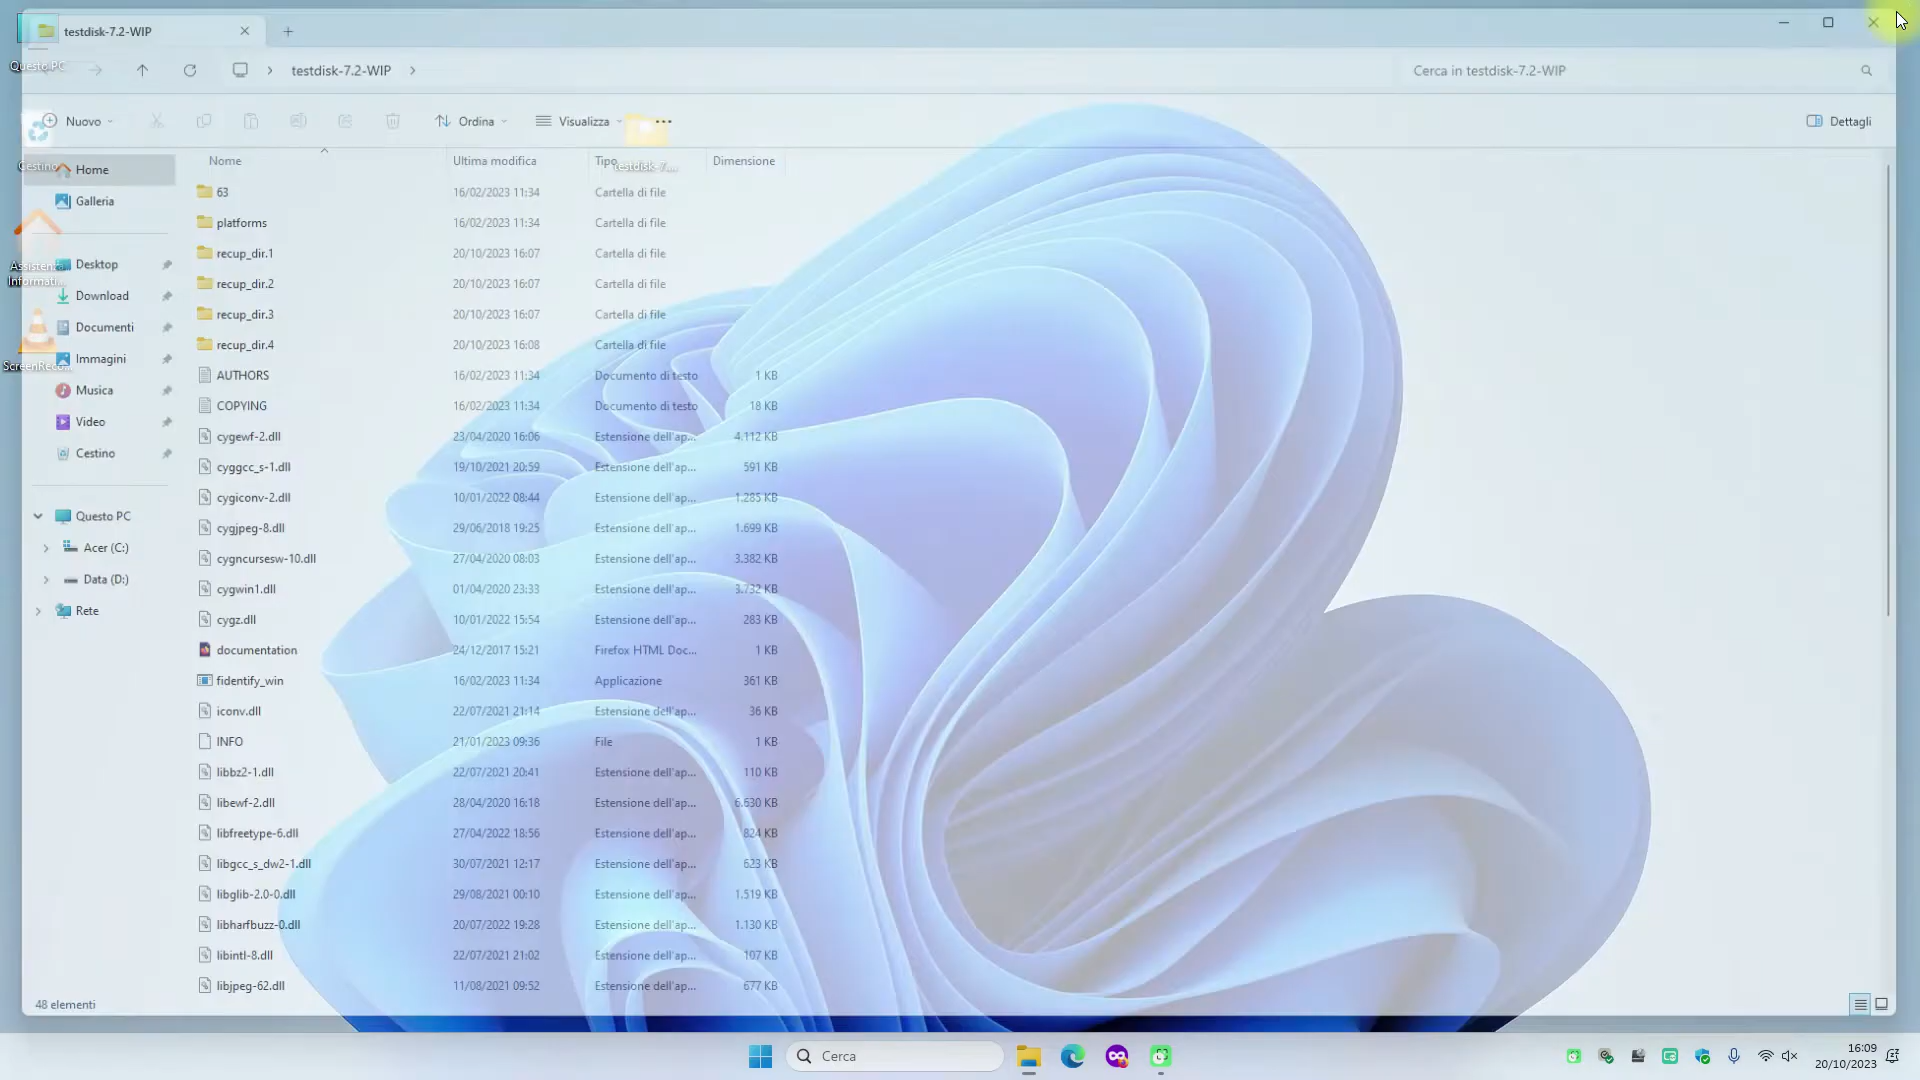 testdisk-7.2-WIP
Questo PC
testdisk-7.2-WIP
Cerca in testdisk-7.2-WIP
Nuovo
Ordina
Visualizza
Dettagli
Cestino
Home
Nome
Ultima modifica
Tipo
testdisk-7....
Dimensione
Galleria
Assisten...
Informati...
Desktop
Download
Documenti
Immagini
ScreenReco...
Musica
Video
Cestino
Questo PC
Acer (C:)
Data (D:)
Rete
63 16/02/2023 11:34 Cartella di file
platforms 16/02/2023 11:34 Cartella di file
recup_dir.1 20/10/2023 16:07 Cartella di file
recup_dir.2 20/10/2023 16:07 Cartella di file
recup_dir.3 20/10/2023 16:07 Cartella di file
recup_dir.4 20/10/2023 16:08 Cartella di file
AUTHORS 16/02/2023 11:34 Documento di testo 1 KB
COPYING 16/02/2023 11:34 Documento di testo 18 KB
cygewf-2.dll 23/04/2020 16:06 Estensione dell'ap... 4.112 KB
cyggcc_s-1.dll 19/10/2021 20:59 Estensione dell'ap... 591 KB
cygiconv-2.dll 10/01/2022 08:44 Estensione dell'ap... 1.285 KB
cygjpeg-8.dll 29/06/2018 19:25 Estensione dell'ap... 1.699 KB
cygncursesw-10.dll 27/04/2020 08:03 Estensione dell'ap... 3.382 KB
cygwin1.dll 01/04/2020 23:33 Estensione dell'ap... 3.732 KB
cygz.dll 10/01/2022 15:54 Estensione dell'ap... 283 KB
documentation 24/12/2017 15:21 Firefox HTML Doc... 1 KB
fidentify_win 16/02/2023 11:34 Applicazione 361 KB
iconv.dll 22/07/2021 21:14 Estensione dell'ap... 36 KB
INFO 21/01/2023 09:36 File 1 KB
libbz2-1.dll 22/07/2021 20:41 Estensione dell'ap... 110 KB
libewf-2.dll 28/04/2020 16:18 Estensione dell'ap... 6.630 KB
libfreetype-6.dll 27/04/2022 18:56 Estensione dell'ap... 824 KB
libgcc_s_dw2-1.dll 30/07/2021 12:17 Estensione dell'ap... 623 KB
libglib-2.0-0.dll 29/08/2021 00:10 Estensione dell'ap... 1.519 KB
libharfbuzz-0.dll 20/07/2022 19:28 Estensione dell'ap... 1.130 KB
libintl-8.dll 22/07/2021 21:02 Estensione dell'ap... 107 KB
libjpeg-62.dll 11/08/2021 09:52 Estensione dell'ap... 677 KB
48 elementi
Cerca
16:09
20/10/2023